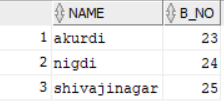 NAME B_NO
1 akurdi 23
2 nigdi 24
3 shivajinagar 25